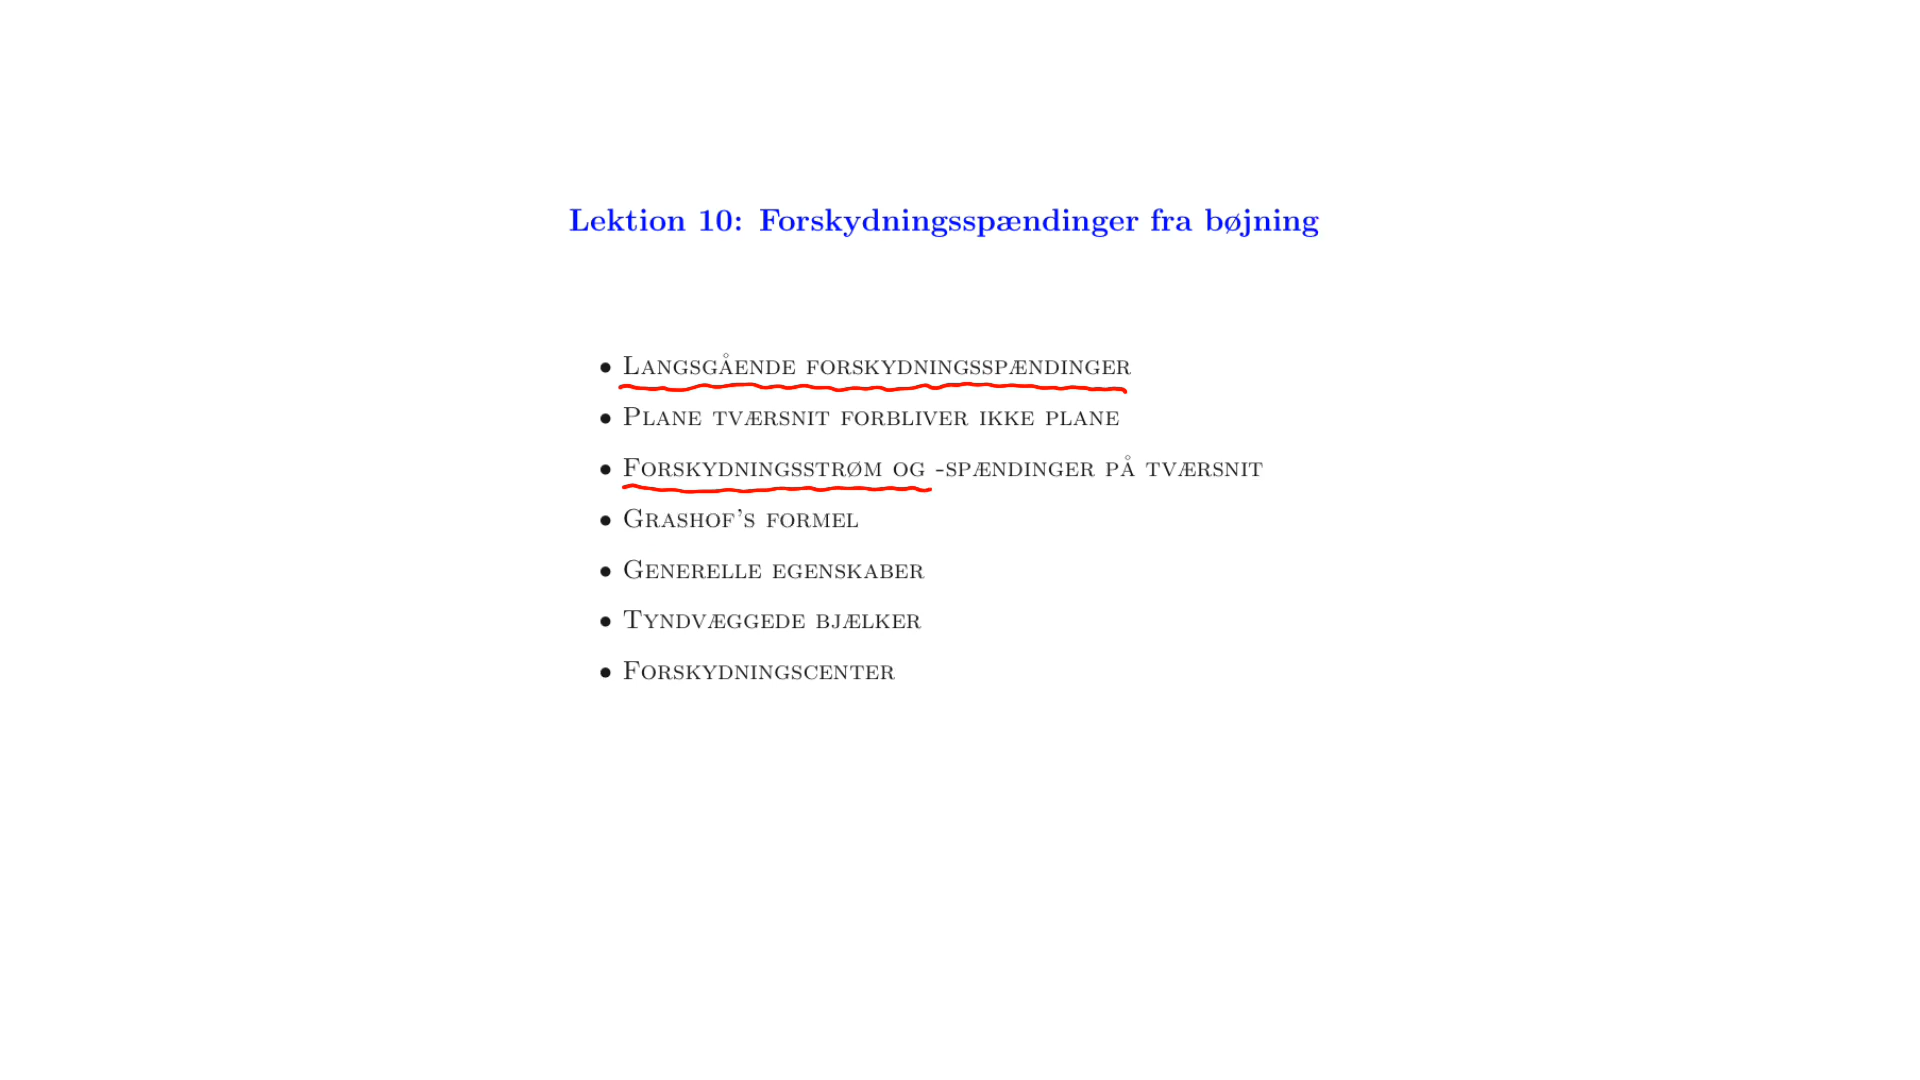 Lektion 10: Forskydningsspændinger fra bøjning
• Langsgående forskydningsspændinger
• Plane tværsnit forbliver ikke plane
• Forskydningsstrøm og -spændinger på tværsnit
• Grashof's formel
• Generelle egenskaber
• Tyndvæggede bjælker
• Forskydningscenter